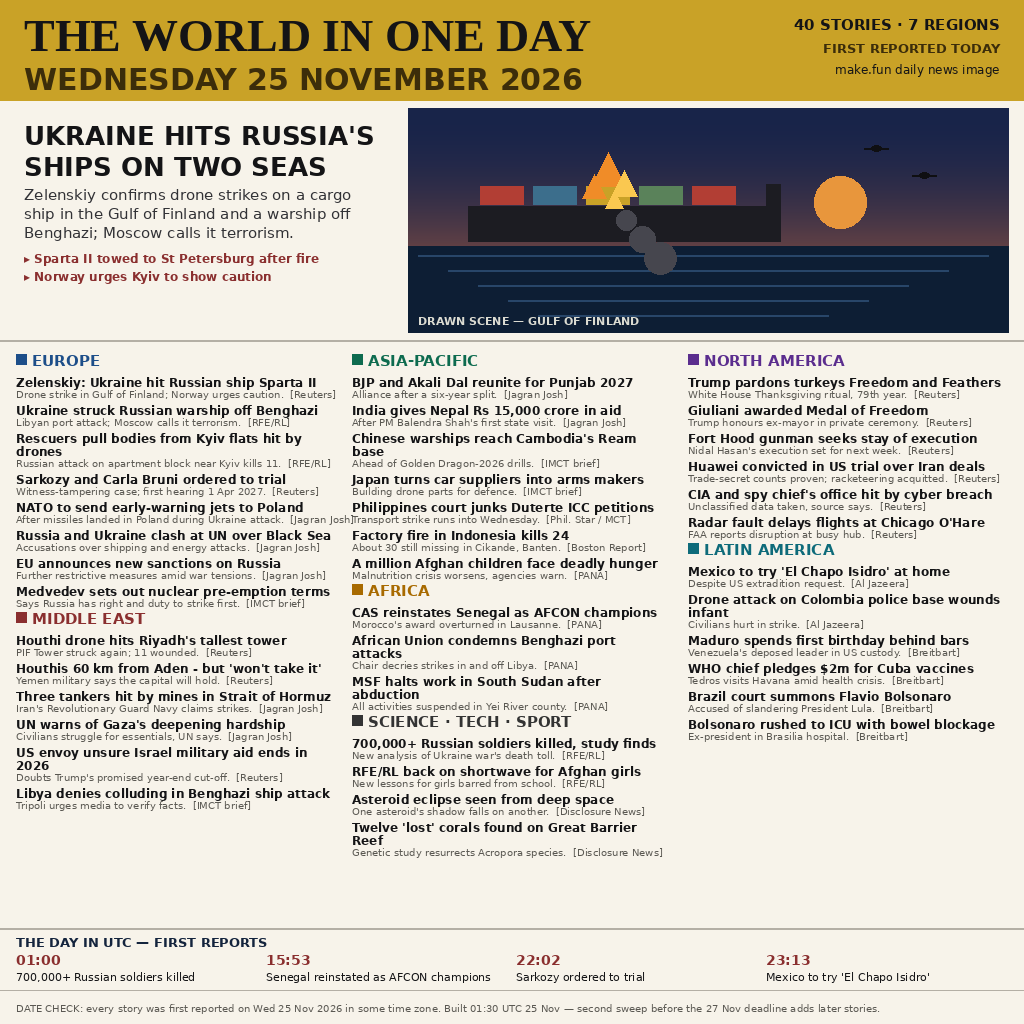 THE WORLD IN ONE DAY
WEDNESDAY 25 NOVEMBER 2026
40 STORIES · 7 REGIONS
FIRST REPORTED TODAY
make.fun daily news image
UKRAINE HITS RUSSIA'S
SHIPS ON TWO SEAS
Zelenskiy confirms drone strikes on a cargo
ship in the Gulf of Finland and a warship off
Benghazi; Moscow calls it terrorism.
▸ Sparta II towed to St Petersburg after fire
▸ Norway urges Kyiv to show caution
DRAWN SCENE — GULF OF FINLAND
EUROPE
Zelenskiy: Ukraine hit Russian ship Sparta II
Drone strike in Gulf of Finland; Norway urges caution. [Reuters]
Ukraine struck Russian warship off Benghazi
Libyan port attack; Moscow calls it terrorism. [RFE/RL]
Rescuers pull bodies from Kyiv flats hit by
drones
Russian attack on apartment block near Kyiv kills 11. [RFE/RL]
Sarkozy and Carla Bruni ordered to trial
Witness-tampering case; first hearing 1 Apr 2027. [Reuters]
NATO to send early-warning jets to Poland
After missiles landed in Poland during Ukraine attack. [Jagran Josh]
Russia and Ukraine clash at UN over Black Sea
Accusations over shipping and energy attacks. [Jagran Josh]
EU announces new sanctions on Russia
Further restrictive measures amid war tensions. [Jagran Josh]
Medvedev sets out nuclear pre-emption terms
Says Russia has right and duty to strike first. [IMCT brief]
MIDDLE EAST
Houthi drone hits Riyadh's tallest tower
PIF Tower struck again; 11 wounded. [Reuters]
Houthis 60 km from Aden - but 'won't take it'
Yemen military says the capital will hold. [Reuters]
Three tankers hit by mines in Strait of Hormuz
Iran's Revolutionary Guard Navy claims strikes. [Jagran Josh]
UN warns of Gaza's deepening hardship
Civilians struggle for essentials, UN says. [Jagran Josh]
US envoy unsure Israel military aid ends in
2026
Doubts Trump's promised year-end cut-off. [Reuters]
Libya denies colluding in Benghazi ship attack
Tripoli urges media to verify facts. [IMCT brief]
ASIA-PACIFIC
BJP and Akali Dal reunite for Punjab 2027
Alliance after a six-year split. [Jagran Josh]
India gives Nepal Rs 15,000 crore in aid
After PM Balendra Shah's first state visit. [Jagran Josh]
Chinese warships reach Cambodia's Ream
base
Ahead of Golden Dragon-2026 drills. [IMCT brief]
Japan turns car suppliers into arms makers
Building drone parts for defence. [IMCT brief]
Philippines court junks Duterte ICC petitions
Transport strike runs into Wednesday. [Phil. Star / MCT]
Factory fire in Indonesia kills 24
About 30 still missing in Cikande, Banten. [Boston Report]
A million Afghan children face deadly hunger
Malnutrition crisis worsens, agencies warn. [PANA]
AFRICA
CAS reinstates Senegal as AFCON champions
Morocco's award overturned in Lausanne. [PANA]
African Union condemns Benghazi port
attacks
Chair decries strikes in and off Libya. [PANA]
MSF halts work in South Sudan after
abduction
All activities suspended in Yei River county. [PANA]
SCIENCE · TECH · SPORT
700,000+ Russian soldiers killed, study finds
New analysis of Ukraine war's death toll. [RFE/RL]
RFE/RL back on shortwave for Afghan girls
New lessons for girls barred from school. [RFE/RL]
Asteroid eclipse seen from deep space
One asteroid's shadow falls on another. [Disclosure News]
Twelve 'lost' corals found on Great Barrier
Reef
Genetic study resurrects Acropora species. [Disclosure News]
NORTH AMERICA
Trump pardons turkeys Freedom and Feathers
White House Thanksgiving ritual, 79th year. [Reuters]
Giuliani awarded Medal of Freedom
Trump honours ex-mayor in private ceremony. [Reuters]
Fort Hood gunman seeks stay of execution
Nidal Hasan's execution set for next week. [Reuters]
Huawei convicted in US trial over Iran deals
Trade-secret counts proven; racketeering acquitted. [Reuters]
CIA and spy chief's office hit by cyber breach
Unclassified data taken, source says. [Reuters]
Radar fault delays flights at Chicago O'Hare
FAA reports disruption at busy hub. [Reuters]
LATIN AMERICA
Mexico to try 'El Chapo Isidro' at home
Despite US extradition request. [Al Jazeera]
Drone attack on Colombia police base wounds
infant
Civilians hurt in strike. [Al Jazeera]
Maduro spends first birthday behind bars
Venezuela's deposed leader in US custody. [Breitbart]
WHO chief pledges $2m for Cuba vaccines
Tedros visits Havana amid health crisis. [Breitbart]
Brazil court summons Flavio Bolsonaro
Accused of slandering President Lula. [Breitbart]
Bolsonaro rushed to ICU with bowel blockage
Ex-president in Brasilia hospital. [Breitbart]
THE DAY IN UTC — FIRST REPORTS
01:00
700,000+ Russian soldiers killed
15:53
Senegal reinstated as AFCON champions
22:02
Sarkozy ordered to trial
23:13
Mexico to try 'El Chapo Isidro'
DATE CHECK: every story was first reported on Wed 25 Nov 2026 in some time zone. Built 01:30 UTC 25 Nov — second sweep before the 27 Nov deadline adds later stories.